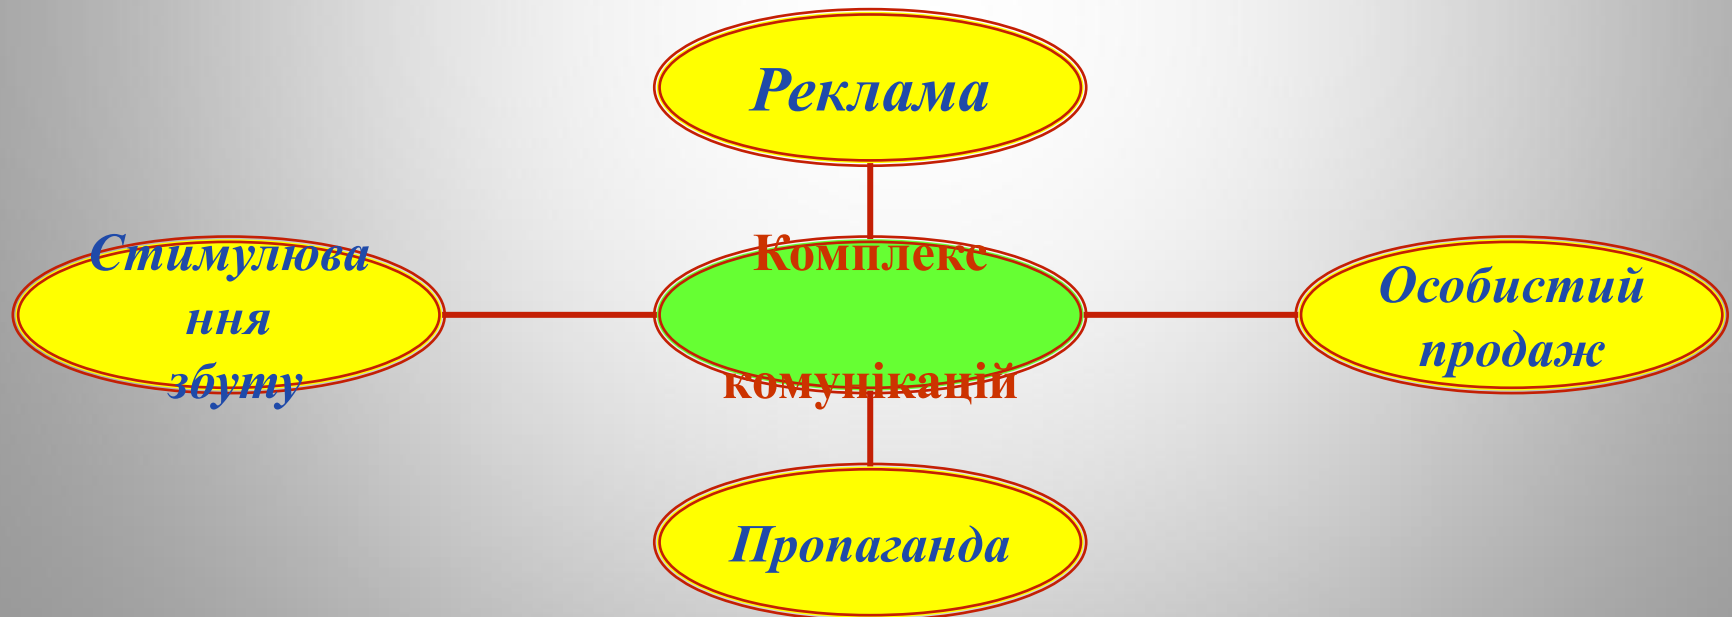 Реклама
Стимулюва
ння
збуту
Комплекс
комунікацій
Особистий
продаж
Пропаганда